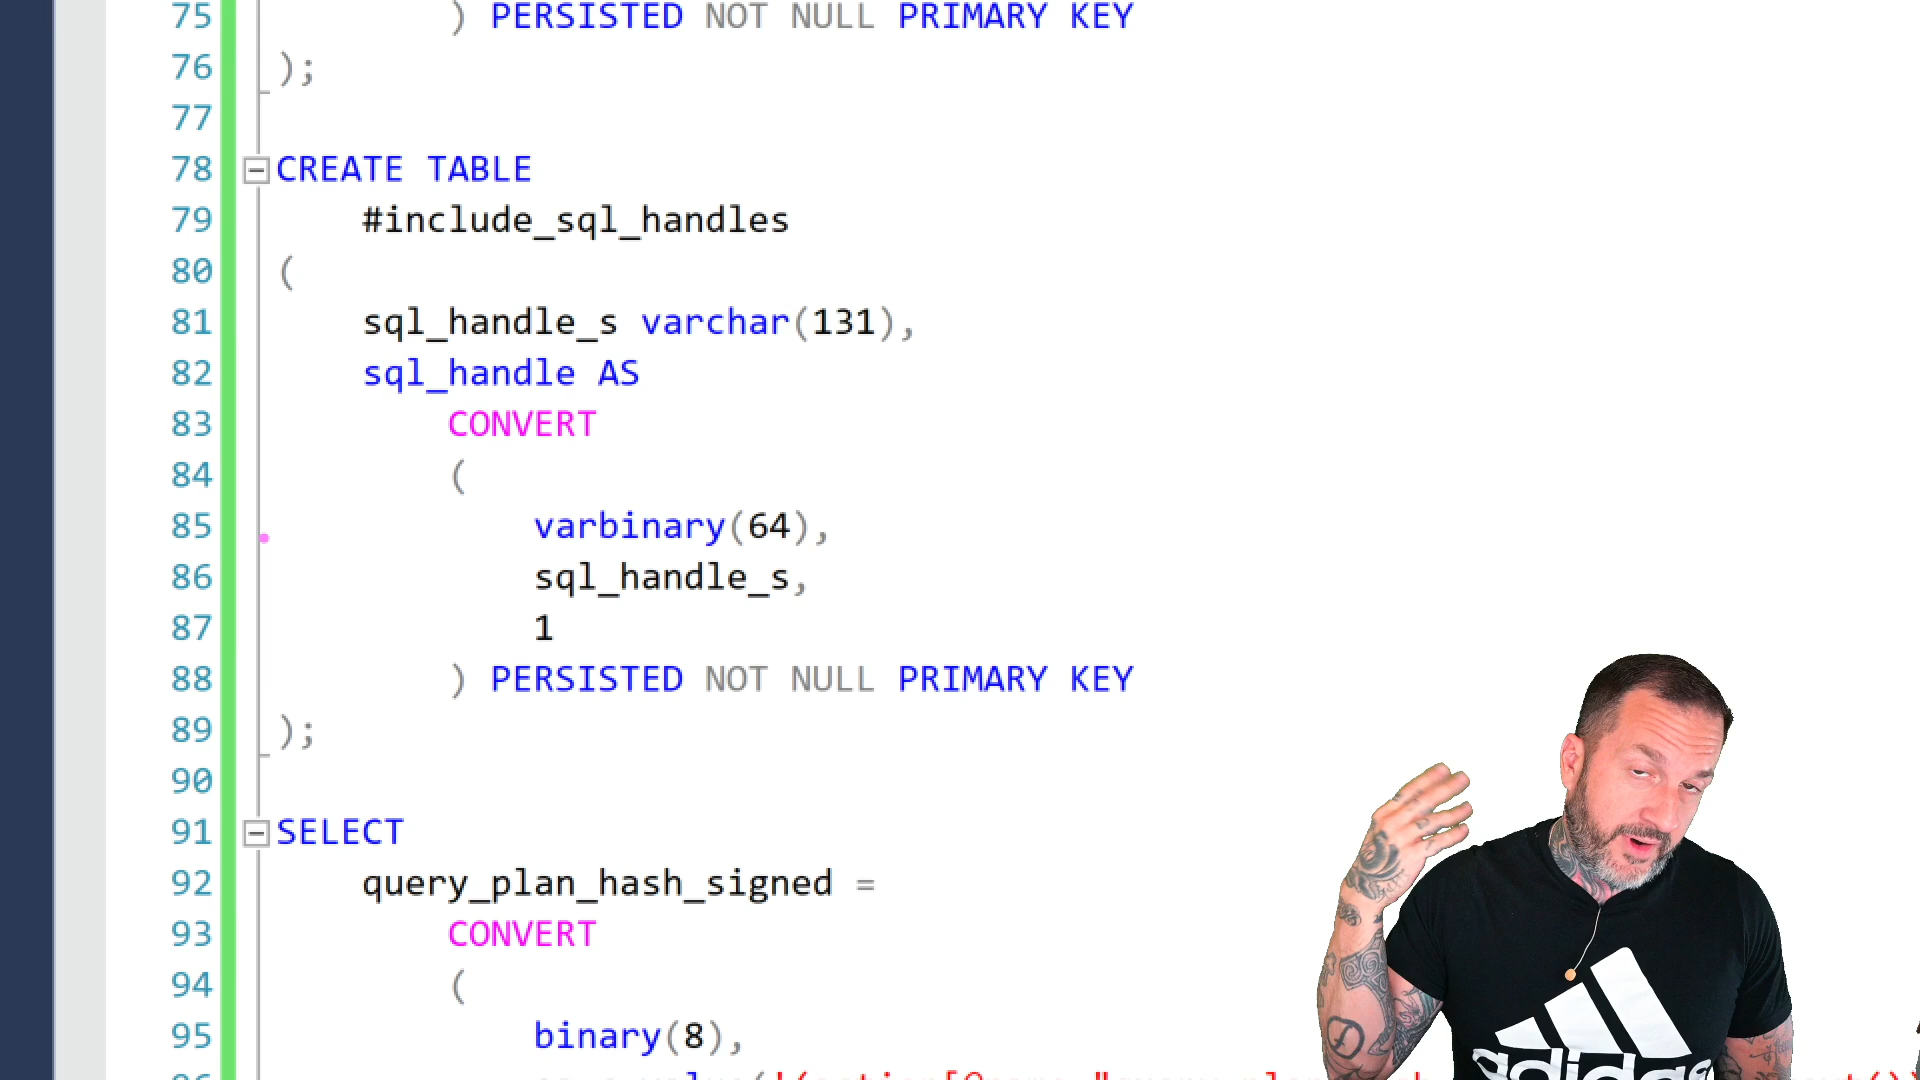 75 ) PERSISTED NOT NULL PRIMARY KEY
76 );
77
78 CREATE TABLE
79 #include_sql_handles
80 (
81 sql_handle_s varchar(131),
82 sql_handle AS
83 CONVERT
84 (
85 varbinary(64),
86 sql_handle_s,
87 1
88 ) PERSISTED NOT NULL PRIMARY KEY
89 );
90
91 SELECT
92 query_plan_hash_signed =
93 CONVERT
94 (
95 binary(8),
adidas